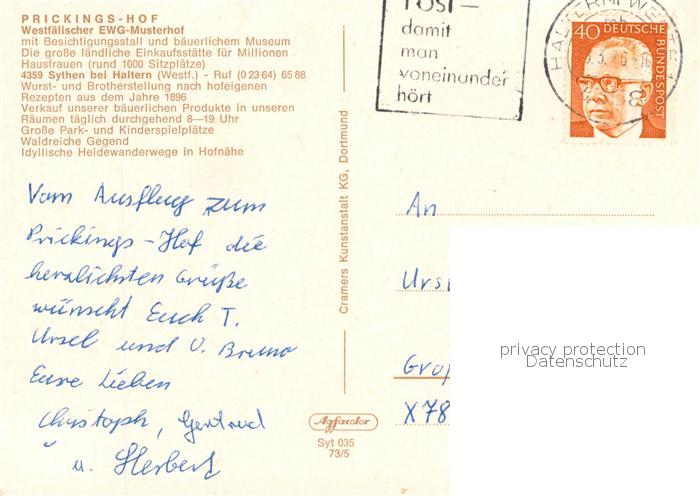 PRICKINGS-HOF
Westfälischer EWG-Musterhof
mit Besichtigungsstall und bäuerlichem Museum
Die große ländliche Einkaufsstätte für Millionen
Hausfrauen (rund 1000 Sitzplätze)
4359 Sythen bei Haltern (Westf.) - Ruf (0 23 64) 65 88
Wurst- und Brotherstellung nach hofeigenen
Rezepten aus dem Jahre 1896
Verkauf unserer bäuerlichen Produkte in unseren
Räumen täglich durchgehend 8—19 Uhr
Große Park- und Kinderspielplätze
Waldreiche Gegend
Idyllische Heidewanderwege in Hofnähe
Vom Ausflug zum
Prickings-Hof die
herzlichsten Grüße
wünscht Euch T.
Ursel und O. Bruno
Eure Lieben
Christoph, Gertrud
u. Herbert
Cramers Kunstanstalt KG, Dortmund
Agfacolor
Syt 035
73/5
POST –
damit
man
voneinander
hört
HALTERN
40 DEUTSCHE
BUNDESPOST
An
Urs
Gro
X78
privacy protection
Datenschutz